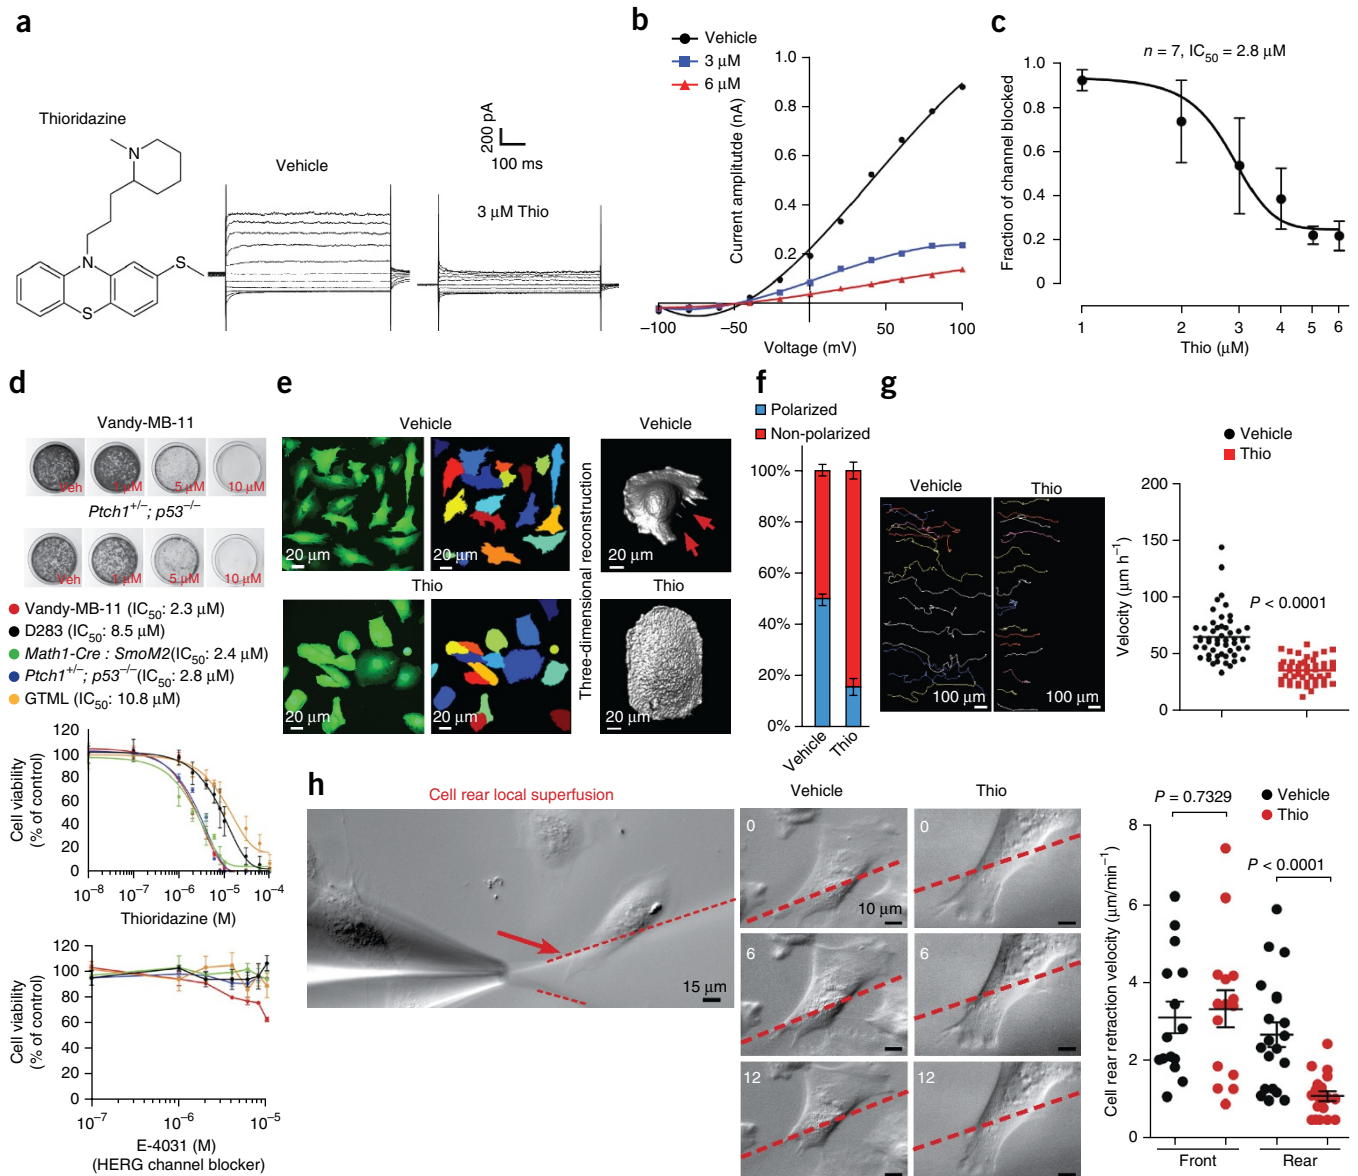 a
Thioridazine
N
N
S
S
Vehicle
200 pA
100 ms
3 μM Thio
b
Vehicle
3 μM
6 μM
Current amplitutde (nA)
1.0
0.8
0.6
0.4
0.2
–100
–50
0
50
100
Voltage (mV)
c
n = 7, IC50 = 2.8 μM
Fraction of channel blocked
1.0
0.8
0.6
0.4
0.2
0
1 2 3 4 5 6
Thio (μM)
d
Vandy-MB-11
Veh 1 μM 5 μM 10 μM
Ptch1+/–; p53–/–
Veh 1 μM 5 μM 10 μM
Vandy-MB-11 (IC50: 2.3 μM)
D283 (IC50: 8.5 μM)
Math1-Cre : SmoM2(IC50: 2.4 μM)
Ptch1+/–; p53–/–(IC50: 2.8 μM)
GTML (IC50: 10.8 μM)
Cell viability
(% of control)
120
100
80
60
40
20
0
10–8 10–7 10–6 10–5 10–4
Thioridazine (M)
Cell viability
(% of control)
120
100
80
60
40
20
0
10–7 10–6 10–5
E-4031 (M)
(HERG channel blocker)
e
Vehicle
20 μm
20 μm
Thio
20 μm
20 μm
Three-dimensional reconstruction
Vehicle
20 μm
Thio
20 μm
f
Polarized
Non-polarized
100%
80%
60%
40%
20%
0%
Vehicle
Thio
g
Vehicle
Thio
100 μm
100 μm
Vehicle
Thio
Velocity (μm h–1)
200
150
100
50
0
P < 0.0001
h
Cell rear local superfusion
15 μm
Vehicle
Thio
0
10 μm
0
6
6
12
12
Vehicle
Thio
P = 0.7329
P < 0.0001
Cell rear retraction velocity (μm/min–1)
8
6
4
2
0
Front
Rear